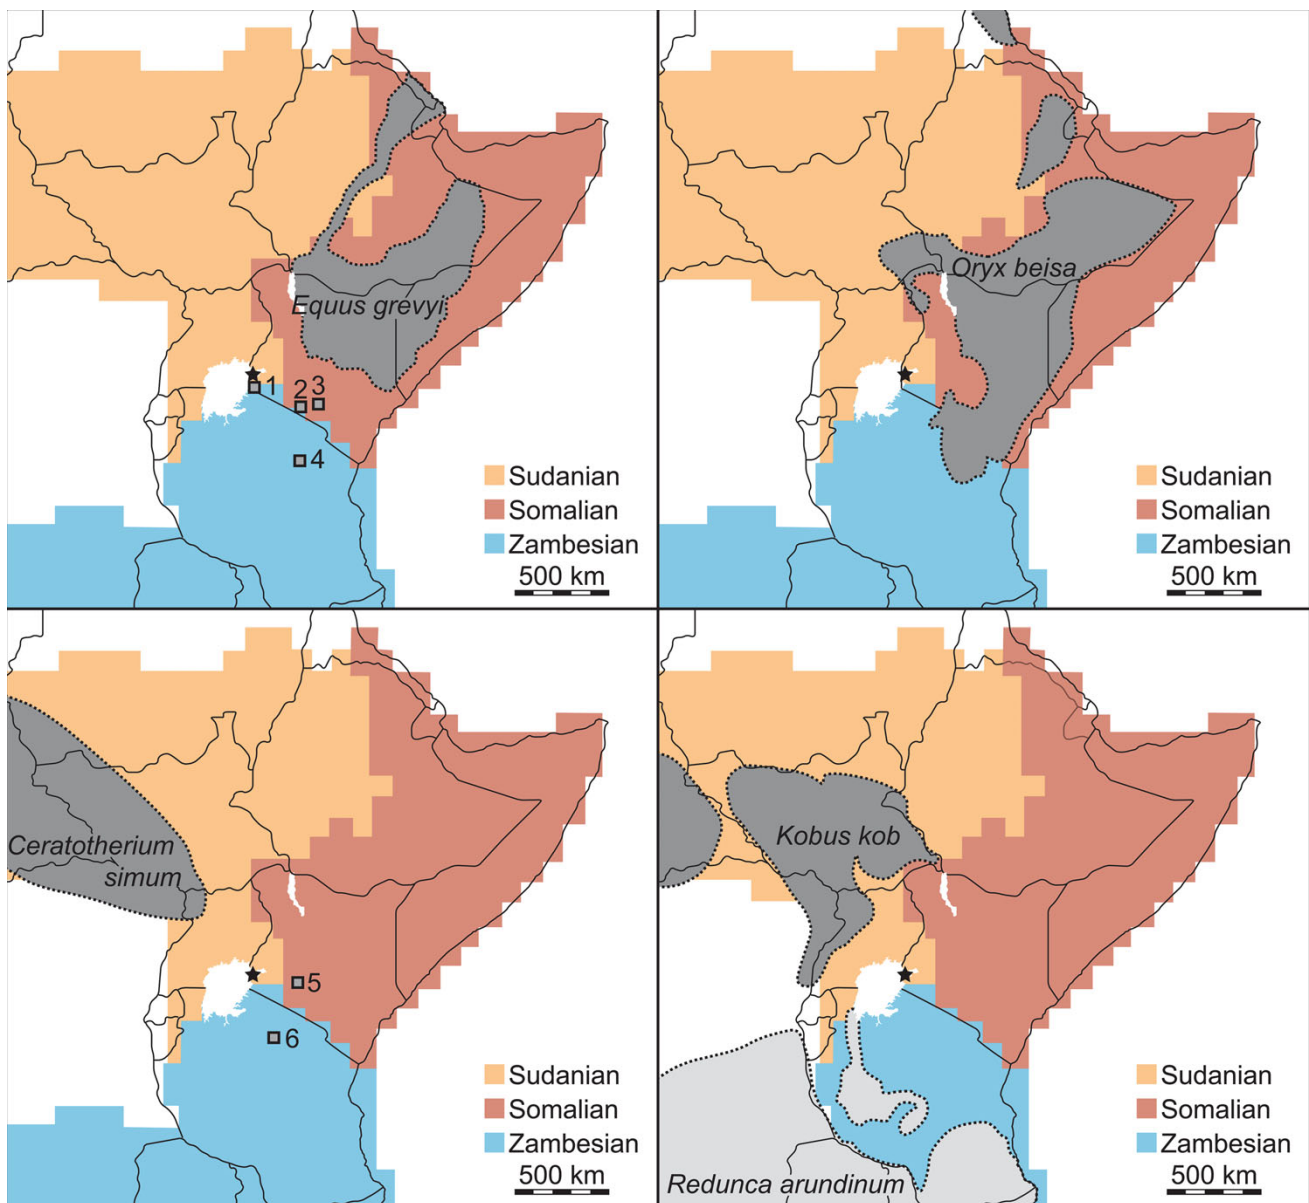 Equus grevyi
1
2 3
4
Sudanian
Somalian
Zambesian
500 km
Oryx beisa
Sudanian
Somalian
Zambesian
500 km
Ceratotherium
simum
5
6
Sudanian
Somalian
Zambesian
500 km
Kobus kob
Redunca arundinum
Sudanian
Somalian
Zambesian
500 km